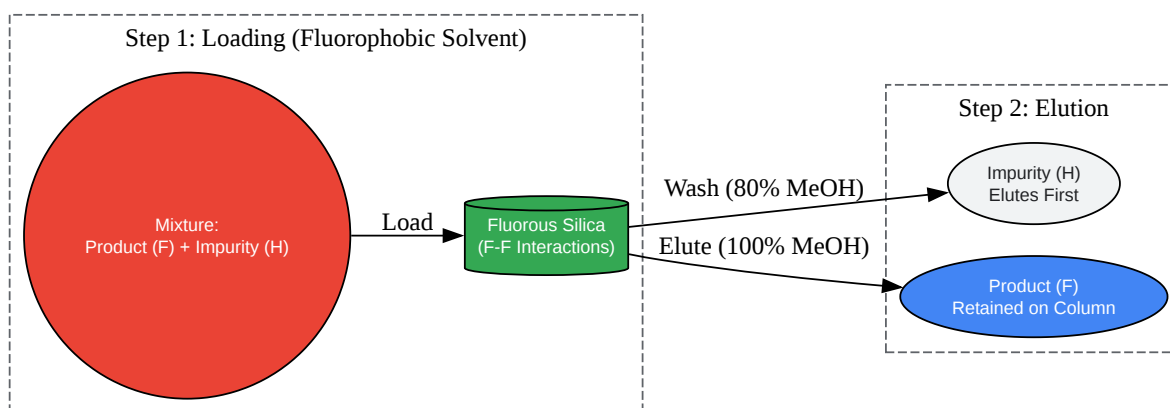 Step 1: Loading (Fluorophobic Solvent)
Mixture:
Product (F) + Impurity (H)
Load
Fluorous Silica
(F-F Interactions)
Wash (80% MeOH)
Elute (100% MeOH)
Step 2: Elution
Impurity (H)
Elutes First
Product (F)
Retained on Column